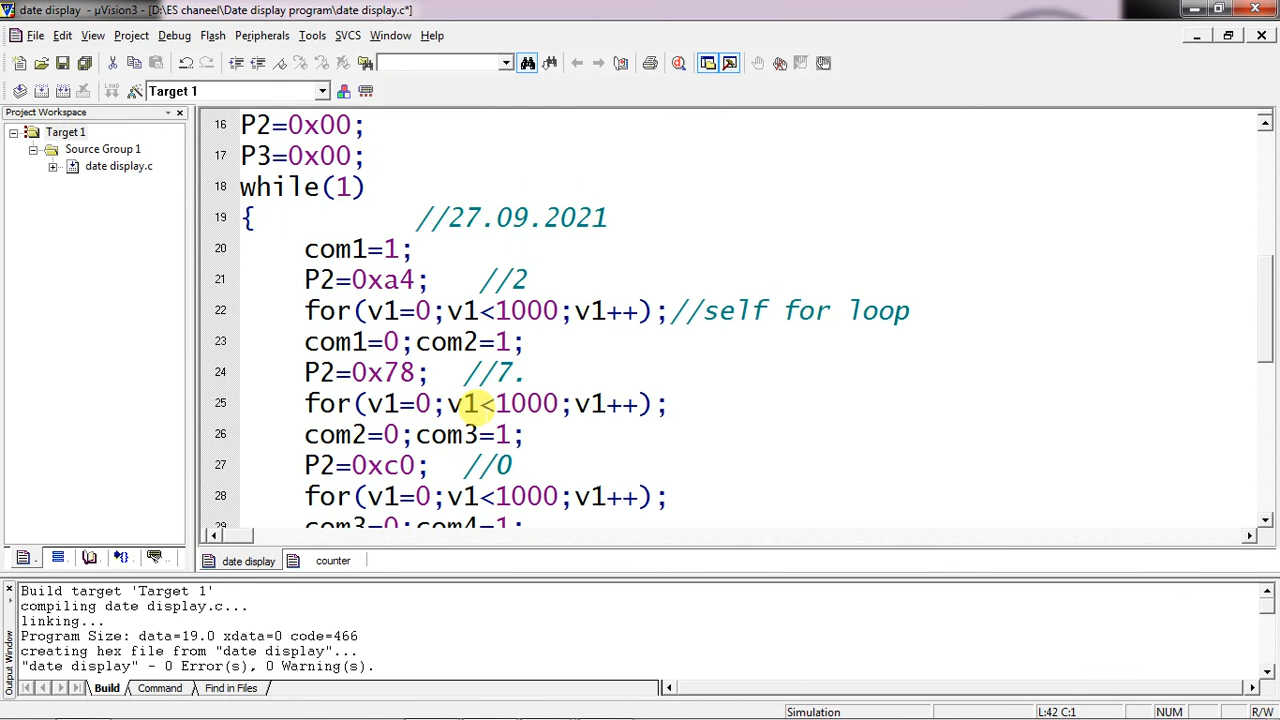 date display - µVision3 - [D:\ES chaneel\Date display program\date display.c*]
File Edit View Project Debug Flash Peripherals Tools SVCS Window Help
Target 1
Project Workspace
Target 1
Source Group 1
date display.c
16 P2=0x00;
17 P3=0x00;
18 while(1)
19 { //27.09.2021
20 com1=1;
21 P2=0xa4; //2
22 for(v1=0;v1<1000;v1++);//self for loop
23 com1=0;com2=1;
24 P2=0x78; //7.
25 for(v1=0;v1<1000;v1++);
26 com2=0;com3=1;
27 P2=0xc0; //0
28 for(v1=0;v1<1000;v1++);
29 com3=0;com4=1;
date display counter
Build target 'Target 1'
compiling date display.c...
linking...
Program Size: data=19.0 xdata=0 code=466
creating hex file from "date display"...
"date display" - 0 Error(s), 0 Warning(s).
Output Window
Build Command Find in Files
Simulation L:42 C:1 NUM R/W